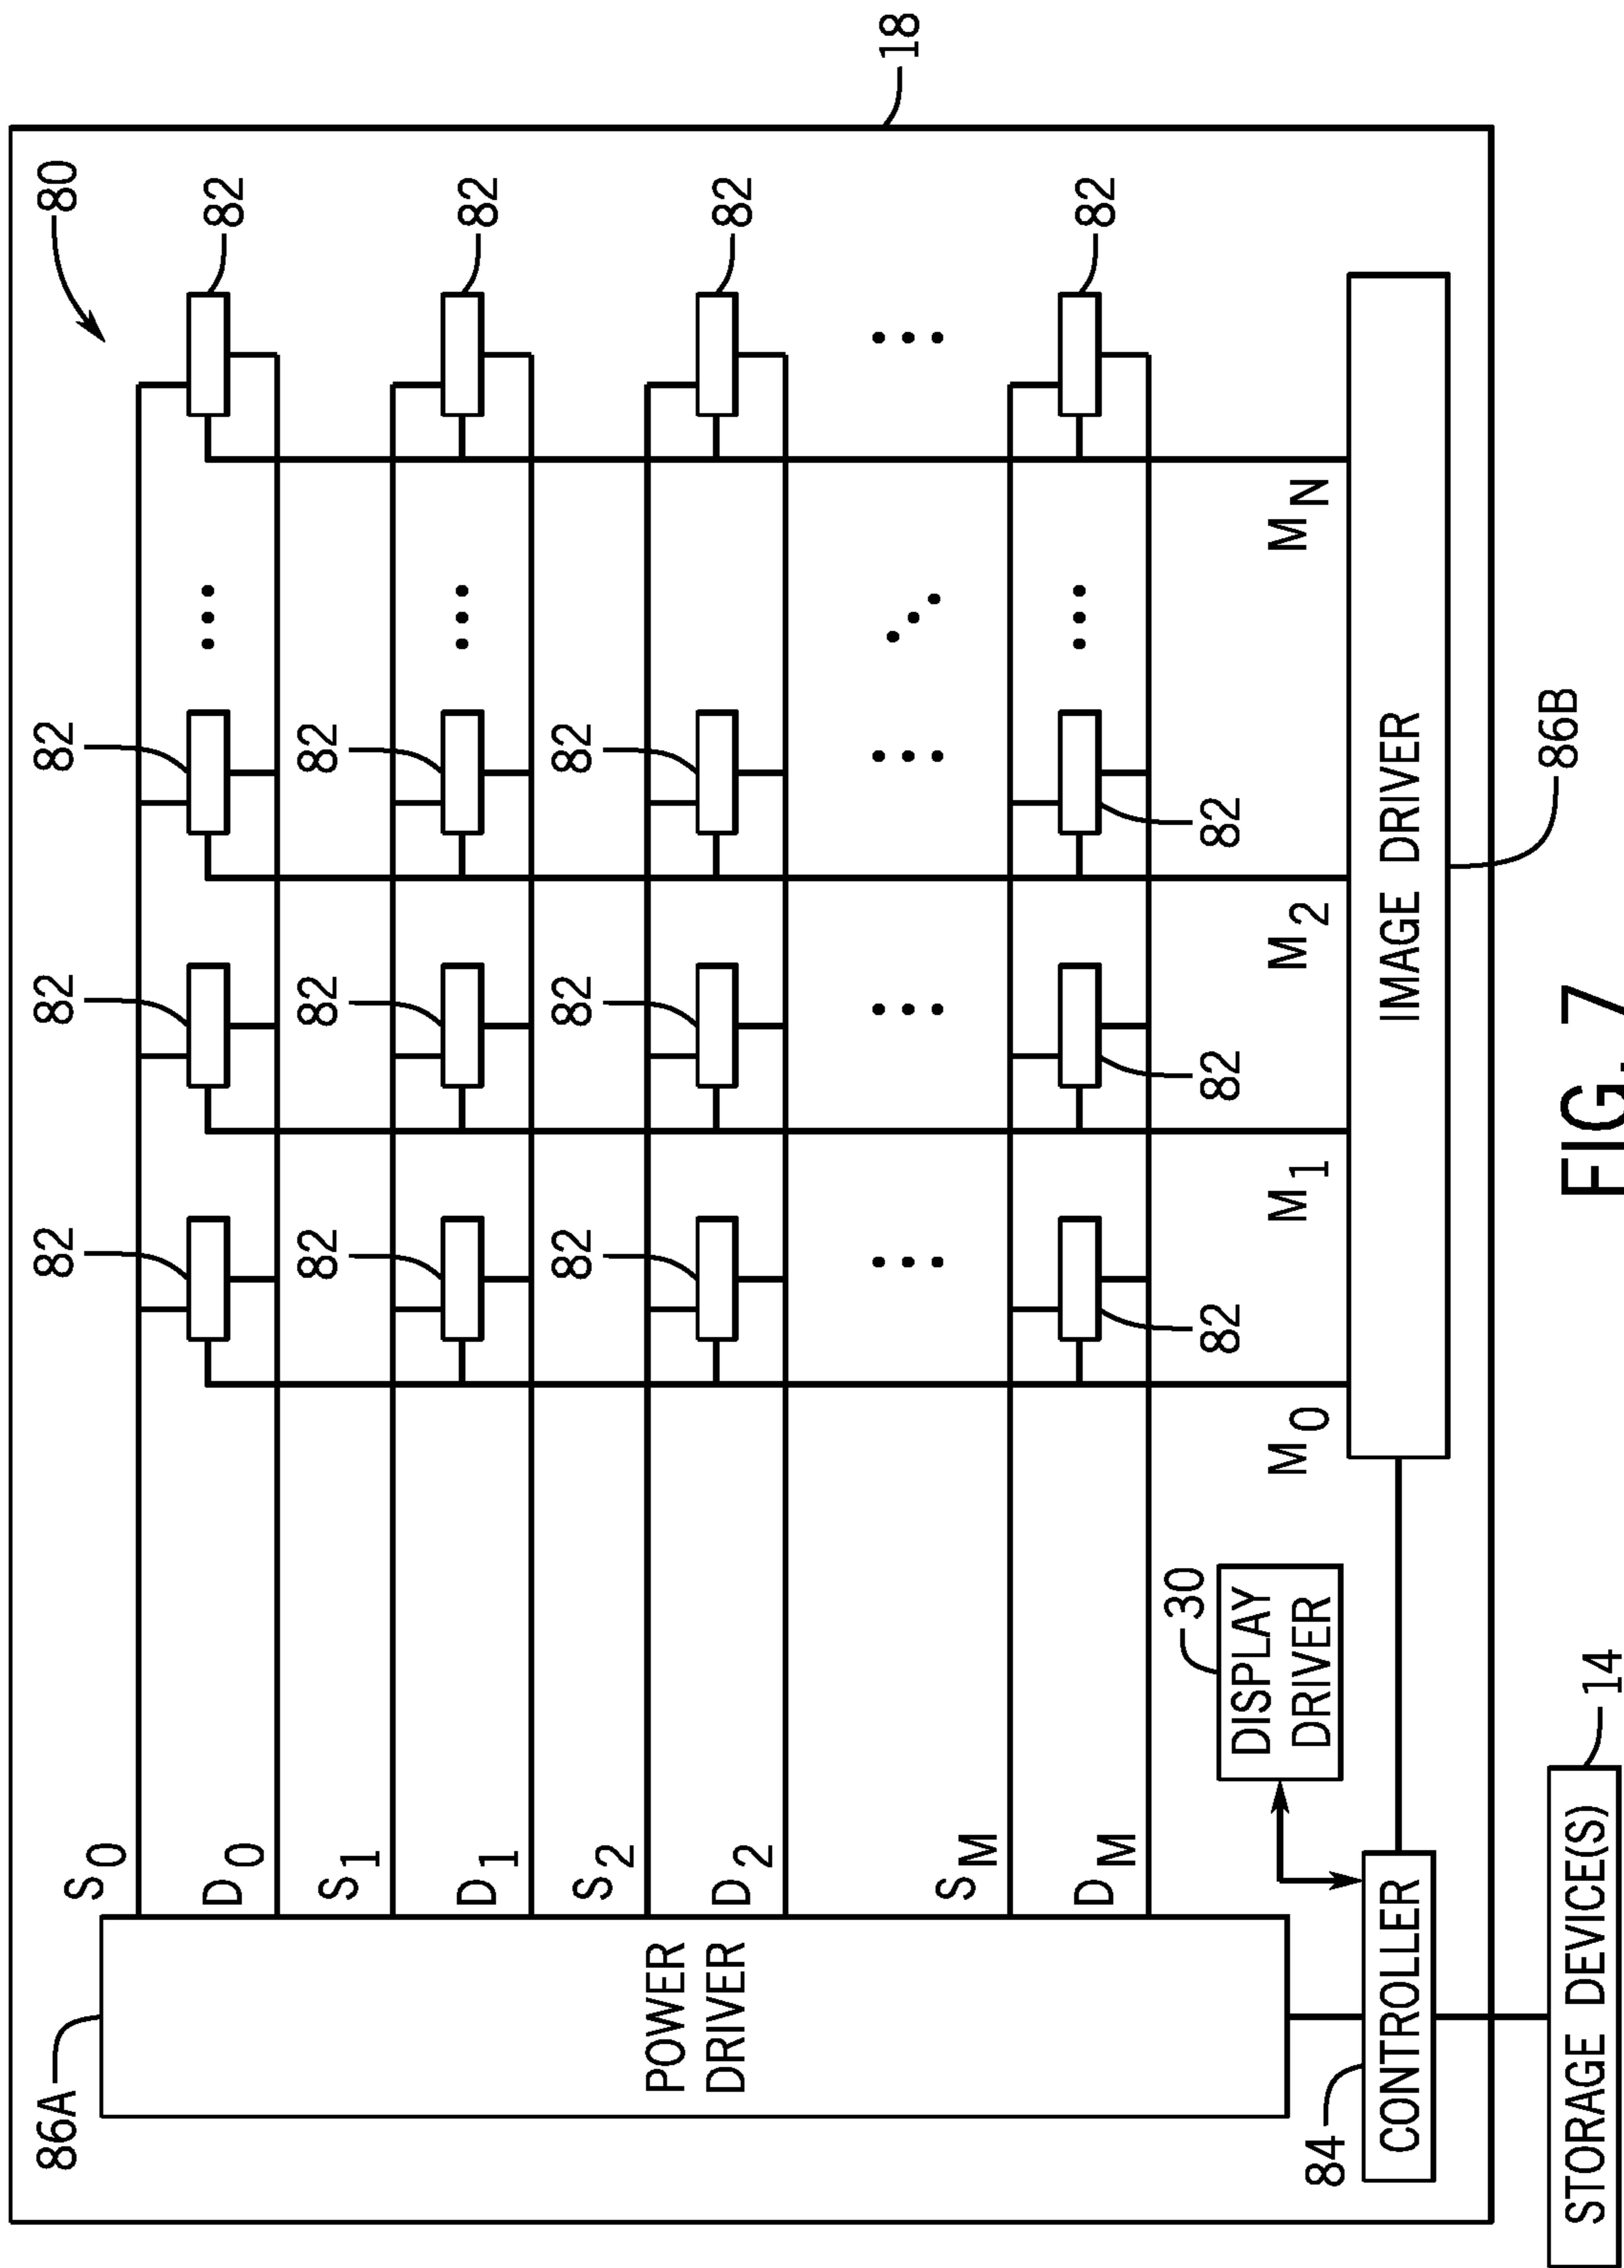 80
18
86A
82
82
82
82
S0
D0
82
82
82
82
S1
D1
82
82
82
82
S2
D2
POWER
DRIVER
82
SM
DM
82
82
82
30
DISPLAY
DRIVER
M0
M1
M2
MN
84
CONTROLLER
IMAGE DRIVER
86B
STORAGE DEVICE(S)
14
FIG. 7